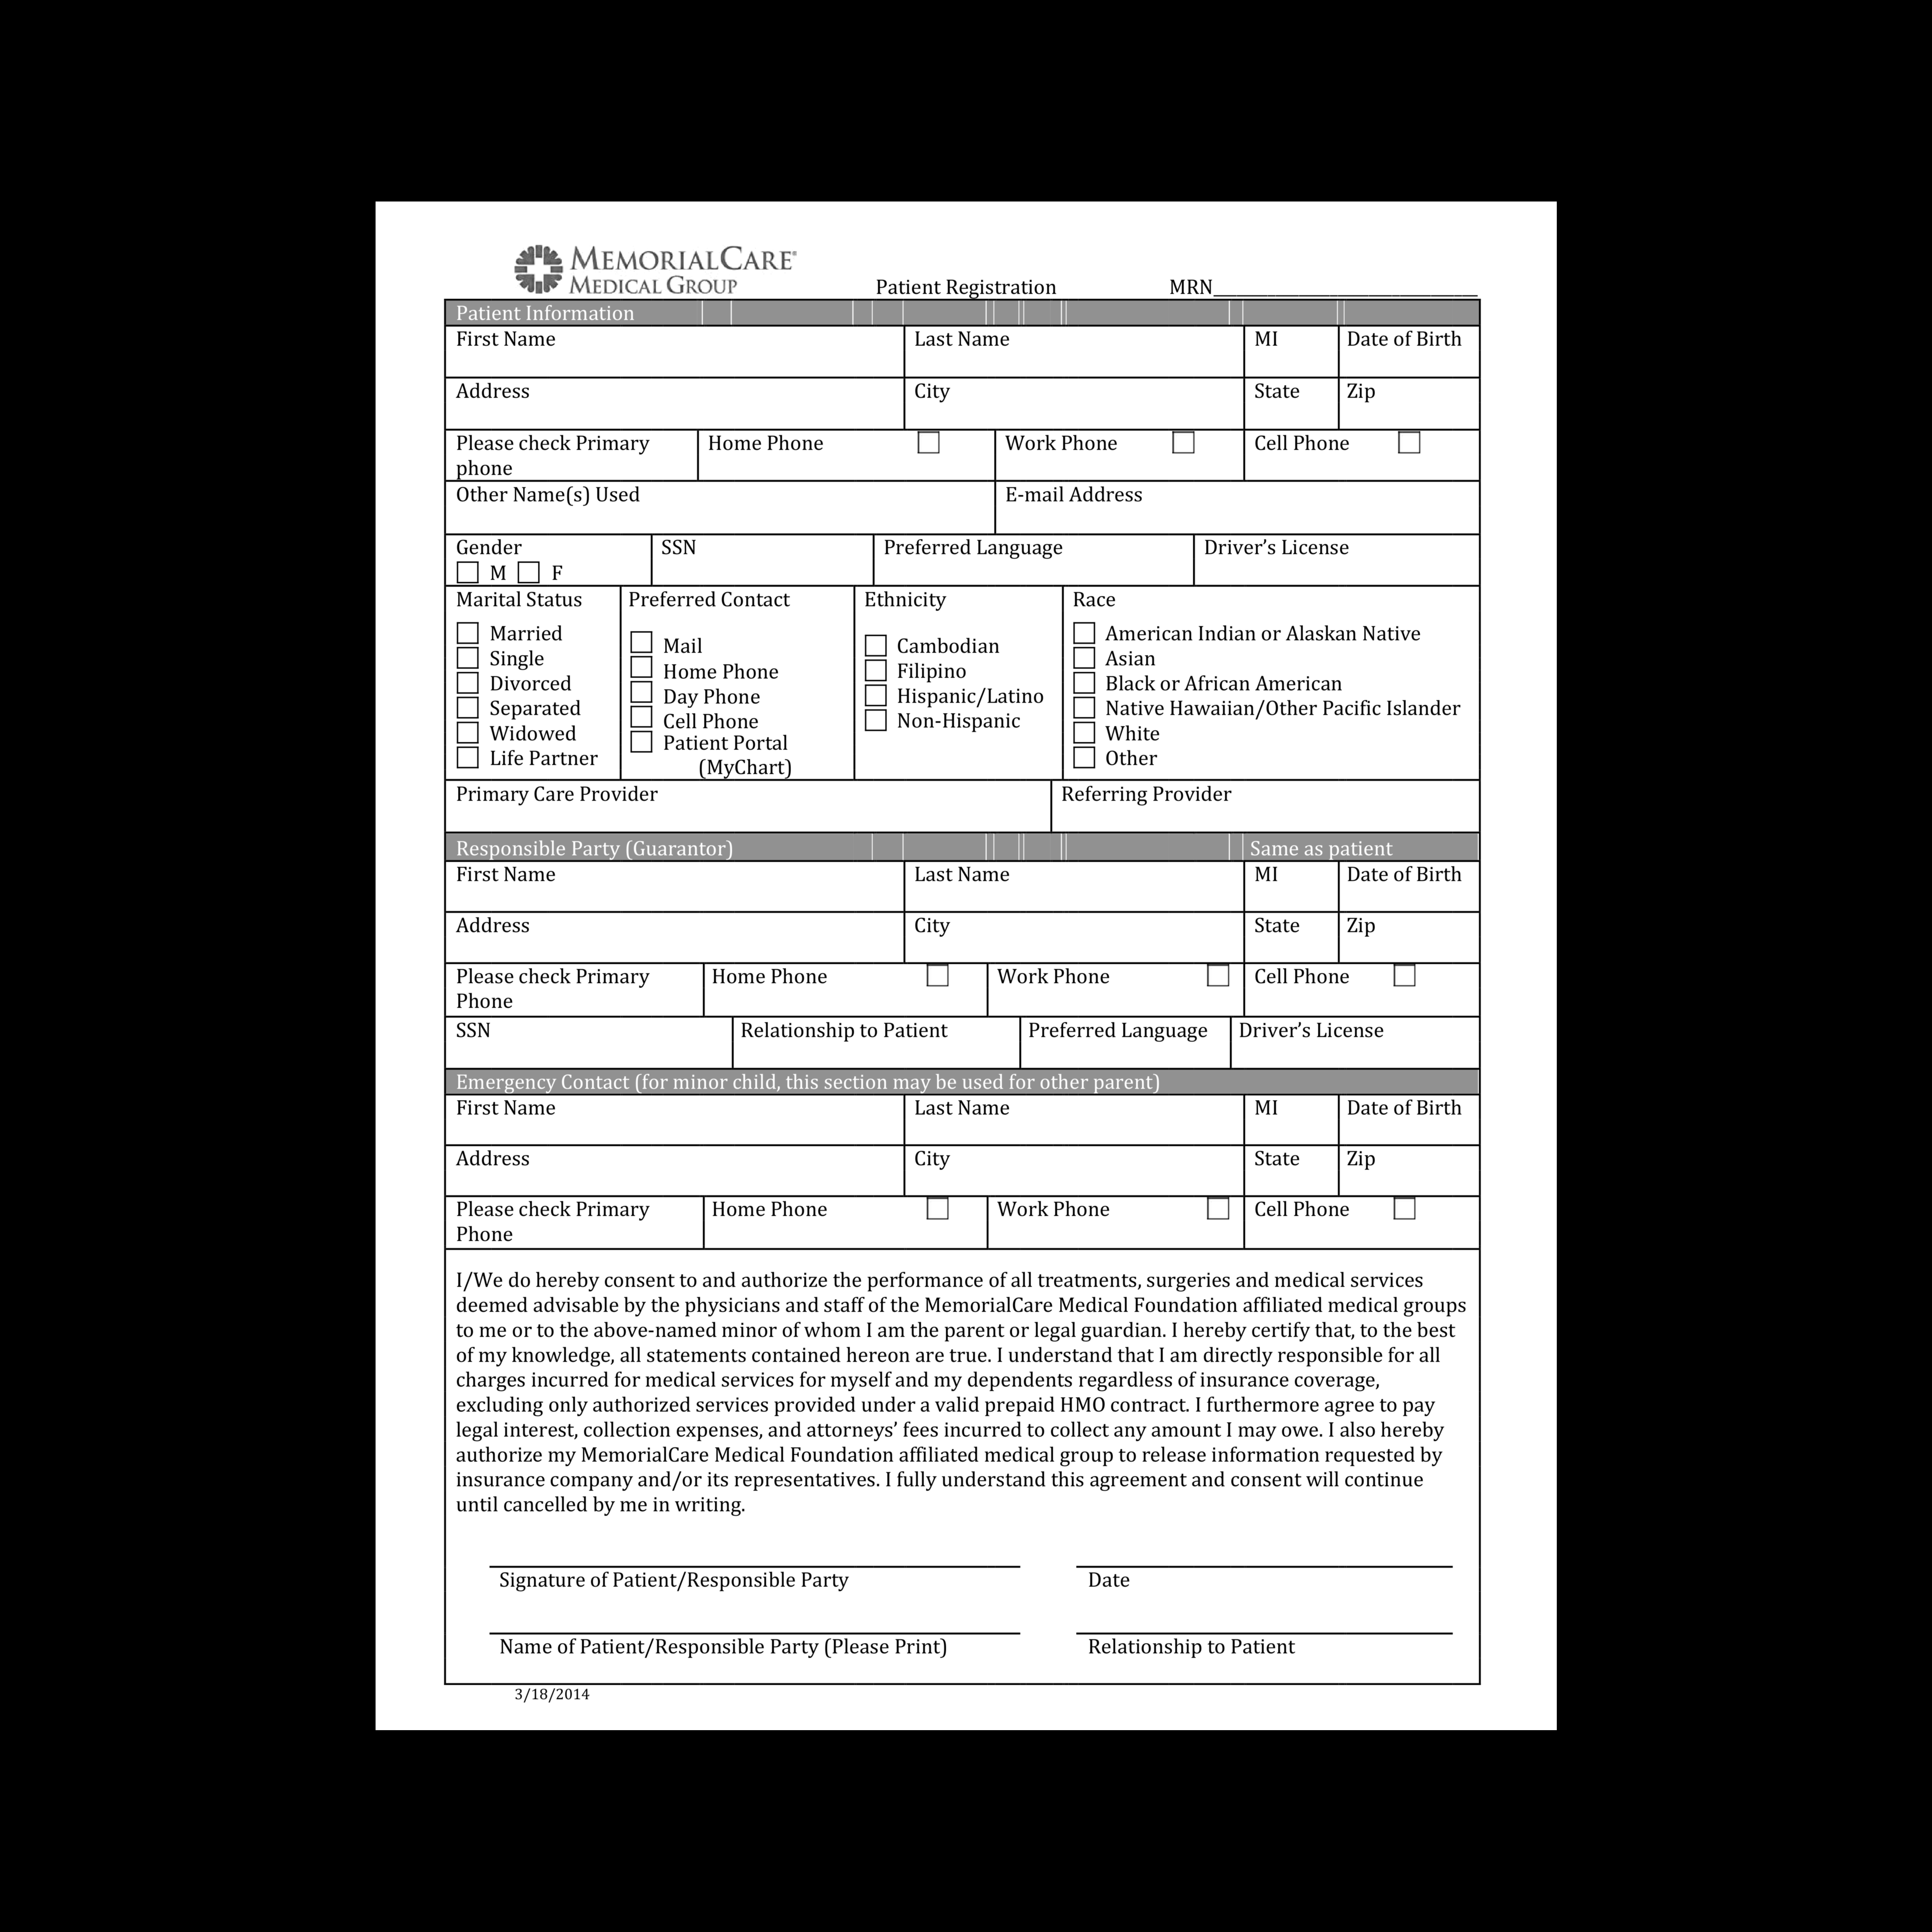 MEMORIALCARE®
MEDICAL GROUP
Patient Registration MRN____________________
Patient Information
First Name Last Name MI Date of Birth
Address City State Zip
Please check Primary Home Phone Work Phone Cell Phone
phone
Other Name(s) Used E-mail Address
Gender SSN Preferred Language Driver’s License
M F
Marital Status Preferred Contact Ethnicity Race
Married Mail Cambodian American Indian or Alaskan Native
Single Home Phone Filipino Asian
Divorced Day Phone Hispanic/Latino Black or African American
Separated Cell Phone Non-Hispanic Native Hawaiian/Other Pacific Islander
Widowed Patient Portal White
Life Partner (MyChart) Other
Primary Care Provider Referring Provider
Responsible Party (Guarantor) Same as patient
First Name Last Name MI Date of Birth
Address City State Zip
Please check Primary Home Phone Work Phone Cell Phone
Phone
SSN Relationship to Patient Preferred Language Driver’s License
Emergency Contact (for minor child, this section may be used for other parent)
First Name Last Name MI Date of Birth
Address City State Zip
Please check Primary Home Phone Work Phone Cell Phone
Phone
I/We do hereby consent to and authorize the performance of all treatments, surgeries and medical services
deemed advisable by the physicians and staff of the MemorialCare Medical Foundation affiliated medical groups
to me or to the above-named minor of whom I am the parent or legal guardian. I hereby certify that, to the best
of my knowledge, all statements contained hereon are true. I understand that I am directly responsible for all
charges incurred for medical services for myself and my dependents regardless of insurance coverage,
excluding only authorized services provided under a valid prepaid HMO contract. I furthermore agree to pay
legal interest, collection expenses, and attorneys’ fees incurred to collect any amount I may owe. I also hereby
authorize my MemorialCare Medical Foundation affiliated medical group to release information requested by
insurance company and/or its representatives. I fully understand this agreement and consent will continue
until cancelled by me in writing.
Signature of Patient/Responsible Party Date
Name of Patient/Responsible Party (Please Print) Relationship to Patient
3/18/2014